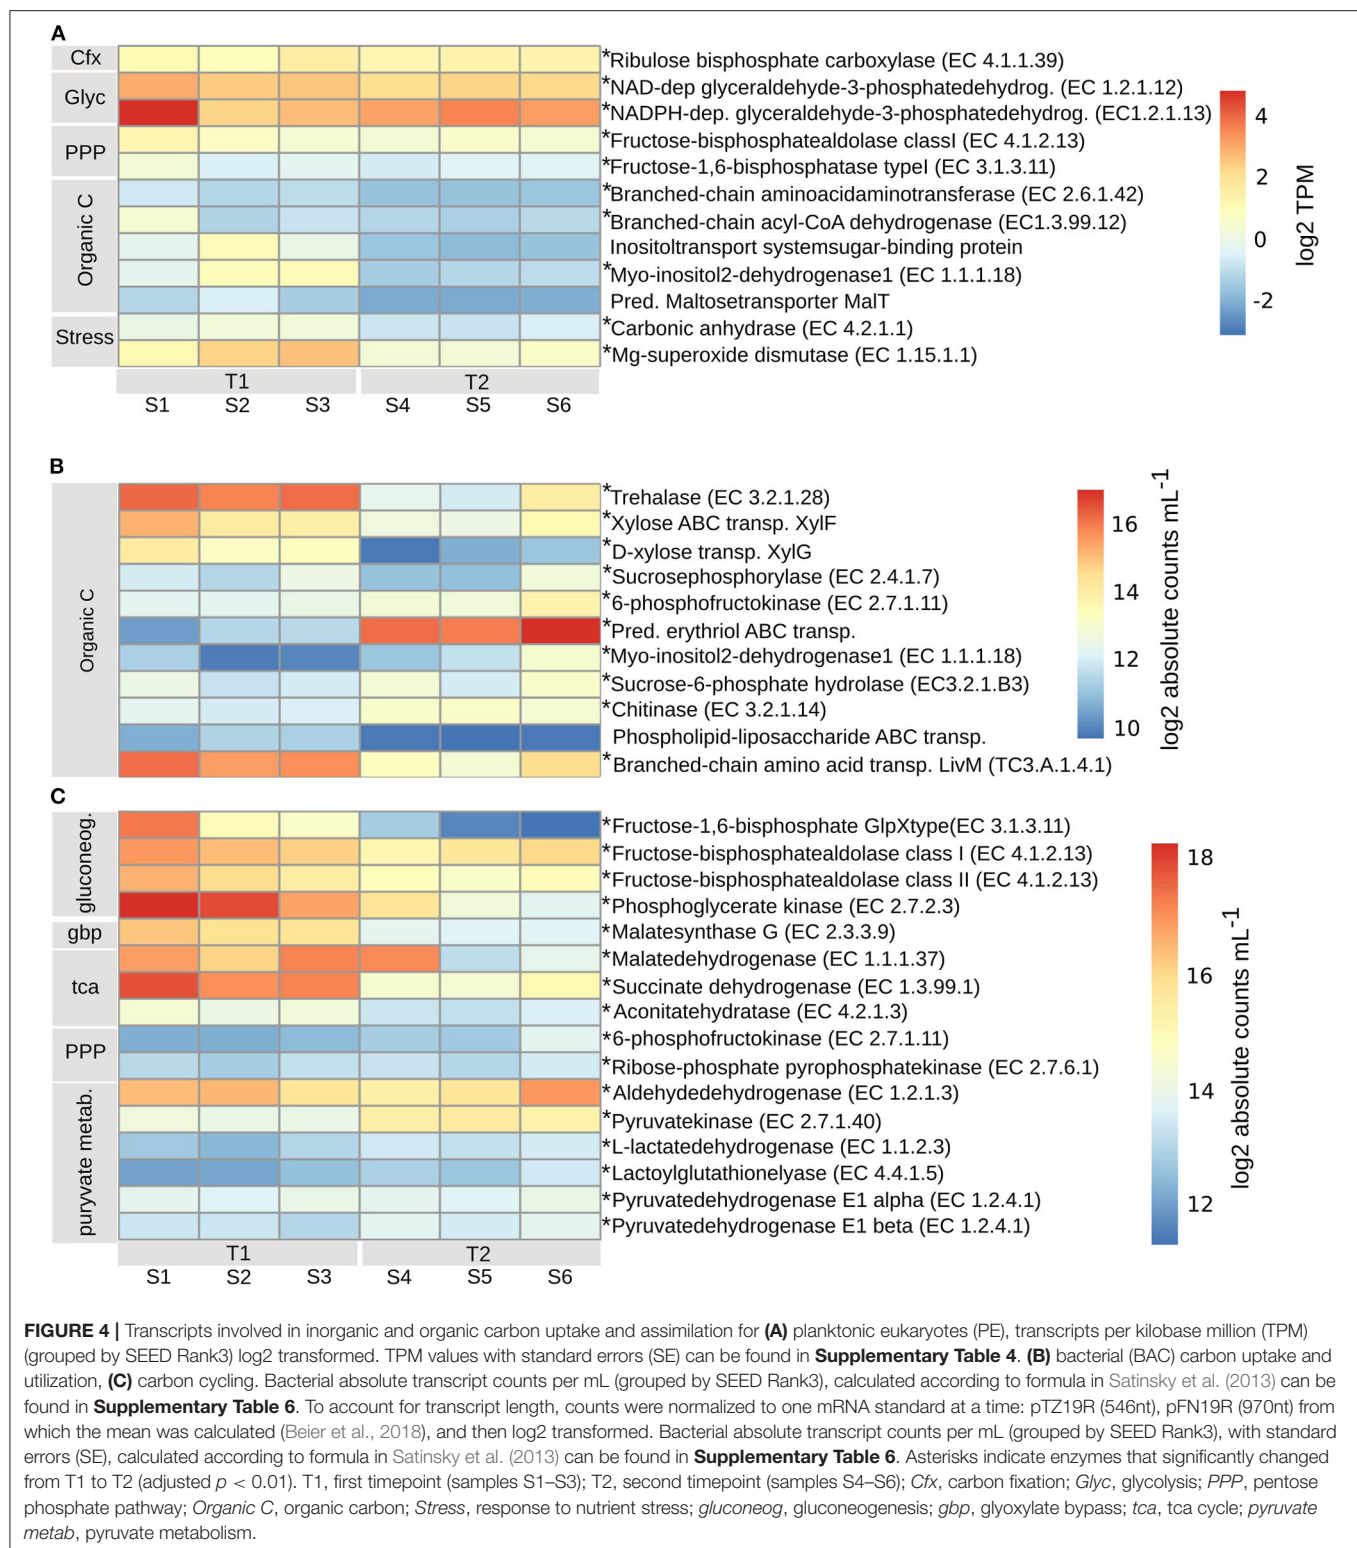 A
Cfx
Glyc
PPP
Organic C
Stress
*Ribulose bisphosphate carboxylase (EC 4.1.1.39)
*NAD-dep glyceraldehyde-3-phosphatedehydrog. (EC 1.2.1.12)
*NADPH-dep. glyceraldehyde-3-phosphatedehydrog. (EC1.2.1.13)
*Fructose-bisphosphatealdolase classI (EC 4.1.2.13)
*Fructose-1,6-bisphosphatase typeI (EC 3.1.3.11)
*Branched-chain aminoacidaminotransferase (EC 2.6.1.42)
*Branched-chain acyl-CoA dehydrogenase (EC1.3.99.12)
Inositoltransport systemsugar-binding protein
*Myo-inositol2-dehydrogenase1 (EC 1.1.1.18)
Pred. Maltosetransporter MalT
*Carbonic anhydrase (EC 4.2.1.1)
*Mg-superoxide dismutase (EC 1.15.1.1)
4
2
0
-2
log2 TPM
T1 T2
S1 S2 S3 S4 S5 S6
B
Organic C
*Trehalase (EC 3.2.1.28)
*Xylose ABC transp. XylF
*D-xylose transp. XylG
*Sucrosephosphorylase (EC 2.4.1.7)
*6-phosphofructokinase (EC 2.7.1.11)
*Pred. erythriol ABC transp.
*Myo-inositol2-dehydrogenase1 (EC 1.1.1.18)
*Sucrose-6-phosphate hydrolase (EC3.2.1.B3)
*Chitinase (EC 3.2.1.14)
Phospholipid-liposaccharide ABC transp.
*Branched-chain amino acid transp. LivM (TC3.A.1.4.1)
16
14
12
10
log2 absolute counts mL-1
C
gluconeog.
gbp
tca
PPP
puryvate metab.
*Fructose-1,6-bisphosphate GlpXtype(EC 3.1.3.11)
*Fructose-bisphosphatealdolase class I (EC 4.1.2.13)
*Fructose-bisphosphatealdolase class II (EC 4.1.2.13)
*Phosphoglycerate kinase (EC 2.7.2.3)
*Malatesynthase G (EC 2.3.3.9)
*Malatedehydrogenase (EC 1.1.1.37)
*Succinate dehydrogenase (EC 1.3.99.1)
*Aconitatehydratase (EC 4.2.1.3)
*6-phosphofructokinase (EC 2.7.1.11)
*Ribose-phosphate pyrophosphatekinase (EC 2.7.6.1)
*Aldehydedehydrogenase (EC 1.2.1.3)
*Pyruvatekinase (EC 2.7.1.40)
*L-lactatedehydrogenase (EC 1.1.2.3)
*Lactoylglutathionelyase (EC 4.4.1.5)
*Pyruvatedehydrogenase E1 alpha (EC 1.2.4.1)
*Pyruvatedehydrogenase E1 beta (EC 1.2.4.1)
18
16
14
12
log2 absolute counts mL-1
T1 T2
S1 S2 S3 S4 S5 S6
FIGURE 4 | Transcripts involved in inorganic and organic carbon uptake and assimilation for (A) planktonic eukaryotes (PE), transcripts per kilobase million (TPM)
(grouped by SEED Rank3) log2 transformed. TPM values with standard errors (SE) can be found in Supplementary Table 4. (B) bacterial (BAC) carbon uptake and
utilization, (C) carbon cycling. Bacterial absolute transcript counts per mL (grouped by SEED Rank3), calculated according to formula in Satinsky et al. (2013) can be
found in Supplementary Table 6. To account for transcript length, counts were normalized to one mRNA standard at a time: pTZ19R (546nt), pFN19R (970nt) from
which the mean was calculated (Beier et al., 2018), and then log2 transformed. Bacterial absolute transcript counts per mL (grouped by SEED Rank3), with standard
errors (SE), calculated according to formula in Satinsky et al. (2013) can be found in Supplementary Table 6. Asterisks indicate enzymes that significantly changed
from T1 to T2 (adjusted p < 0.01). T1, first timepoint (samples S1–S3); T2, second timepoint (samples S4–S6); Cfx, carbon fixation; Glyc, glycolysis; PPP, pentose
phosphate pathway; Organic C, organic carbon; Stress, response to nutrient stress; gluconeog, gluconeogenesis; gbp, glyoxylate bypass; tca, tca cycle; pyruvate
metab, pyruvate metabolism.